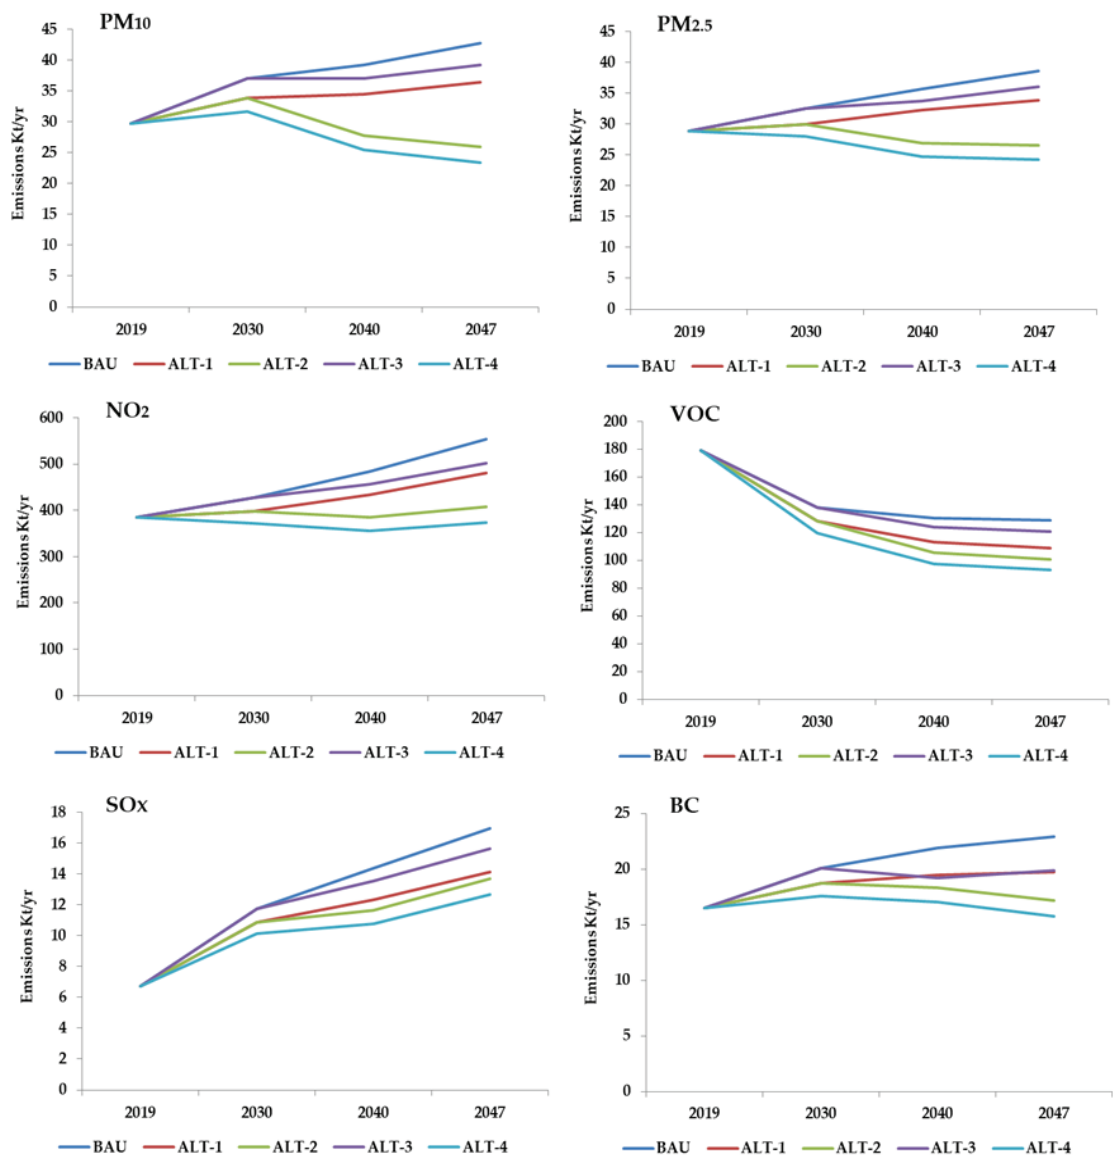 PM10
Emissions Kt/yr
45
40
35
30
25
20
15
10
5
0
2019 2030 2040 2047
BAU ALT-1 ALT-2 ALT-3 ALT-4
PM2.5
Emissions Kt/yr
45
40
35
30
25
20
15
10
5
0
2019 2030 2040 2047
BAU ALT-1 ALT-2 ALT-3 ALT-4
NO2
Emissions Kt/yr
600
500
400
300
200
100
0
2019 2030 2040 2047
BAU ALT-1 ALT-2 ALT-3 ALT-4
VOC
Emissions Kt/yr
200
180
160
140
120
100
80
60
40
20
0
2019 2030 2040 2047
BAU ALT-1 ALT-2 ALT-3 ALT-4
SOx
Emissions Kt/yr
18
16
14
12
10
8
6
4
2
0
2019 2030 2040 2047
BAU ALT-1 ALT-2 ALT-3 ALT-4
BC
Emissions Kt/yr
25
20
15
10
5
0
2019 2030 2040 2047
BAU ALT-1 ALT-2 ALT-3 ALT-4